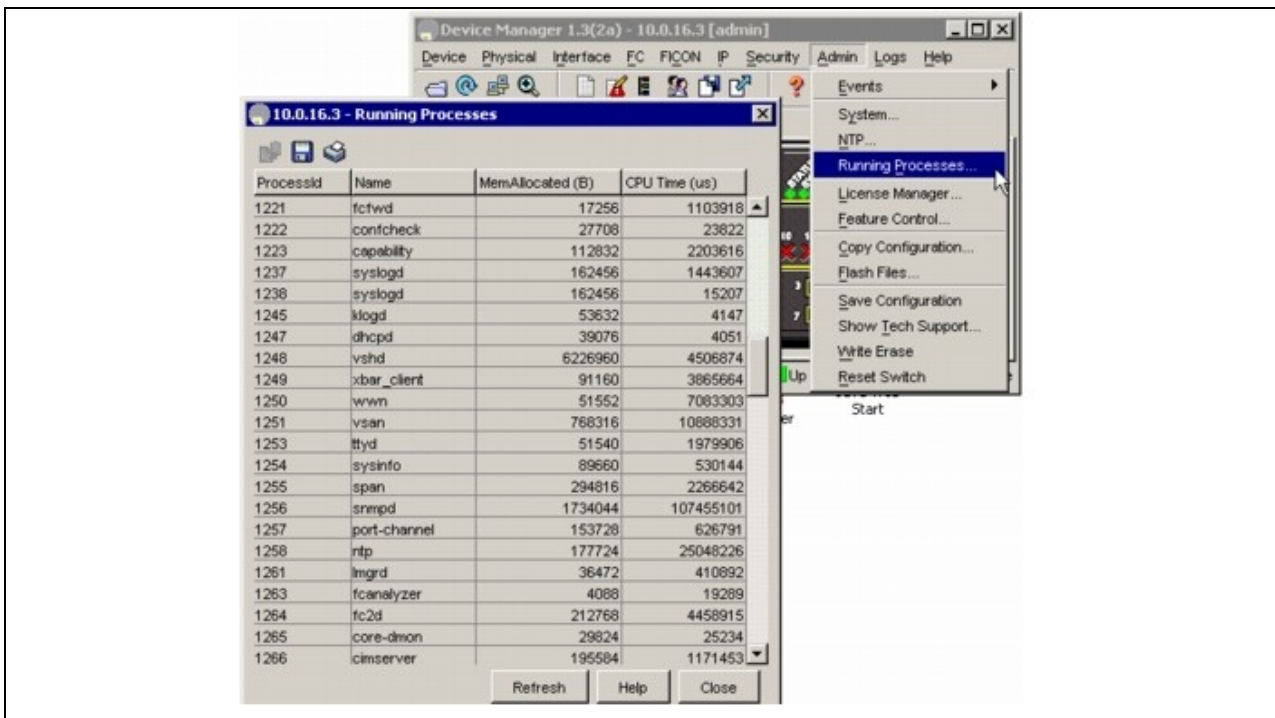 Device Manager 1.3(2a) - 10.0.16.3 [admin]
Device Physical Interface FC FICON IP Security Admin Logs Help
Events
System...
NTP...
Running Processes...
License Manager...
Feature Control...
Copy Configuration...
Flash Files...
Save Configuration
Show Tech Support...
Write Erase
Reset Switch
Up
Start
10.0.16.3 - Running Processes
ProcessId Name MemAllocated (B) CPU Time (us)
1221 fcfwd 17256 1103918
1222 confcheck 27708 23822
1223 capability 112832 2203616
1237 syslogd 162456 1443607
1238 syslogd 162456 15207
1245 klogd 53632 4147
1247 dhcpd 39076 4051
1248 vshd 6226960 4506874
1249 xbar_client 91160 3865664
1250 wwn 51552 7083303
1251 vsan 768316 10888331
1253 ttyd 51540 1979906
1254 sysinfo 89660 530144
1255 span 294816 2266642
1256 snmpd 1734044 107455101
1257 port-channel 153728 626791
1258 ntp 177724 25048226
1261 lmgrd 36472 410892
1263 fcanalyzer 4088 19289
1264 fc2d 212768 4458915
1265 core-dmon 29824 25234
1266 cimserver 195584 1171453
Refresh Help Close